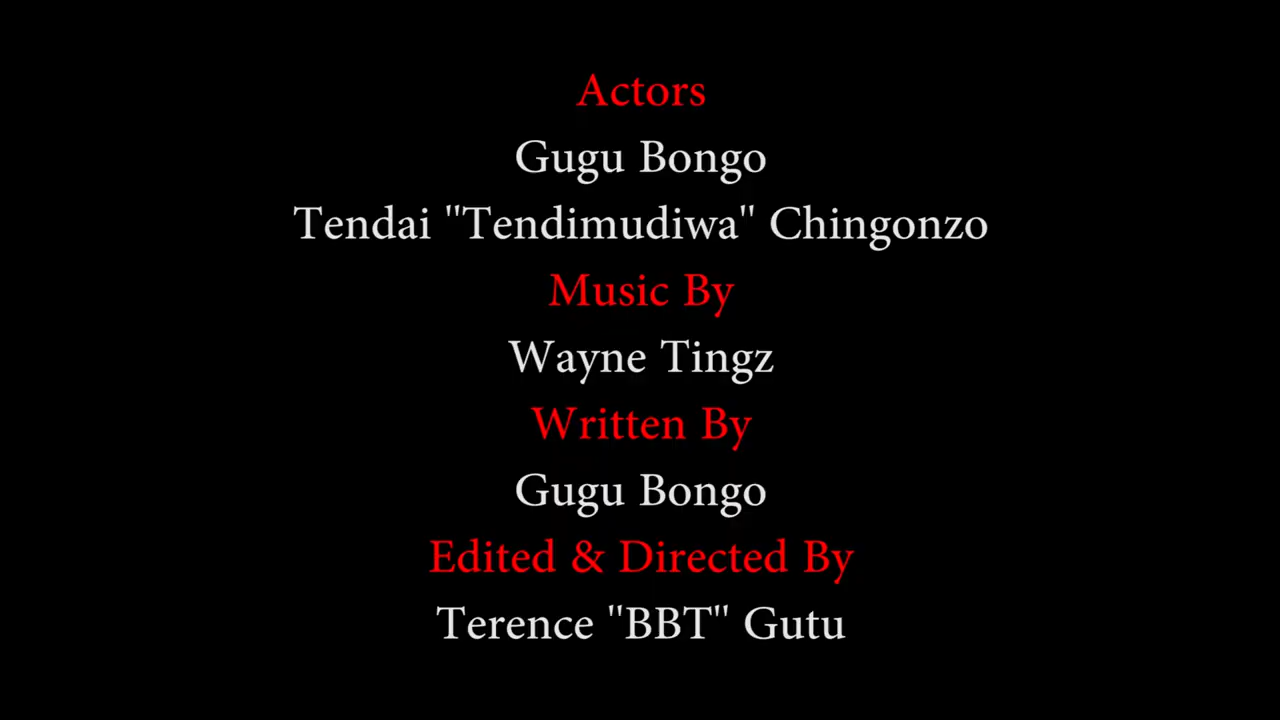 Actors
Gugu Bongo
Tendai "Tendimudiwa" Chingonzo
Music By
Wayne Tingz
Written By
Gugu Bongo
Edited & Directed By
Terence "BBT" Gutu